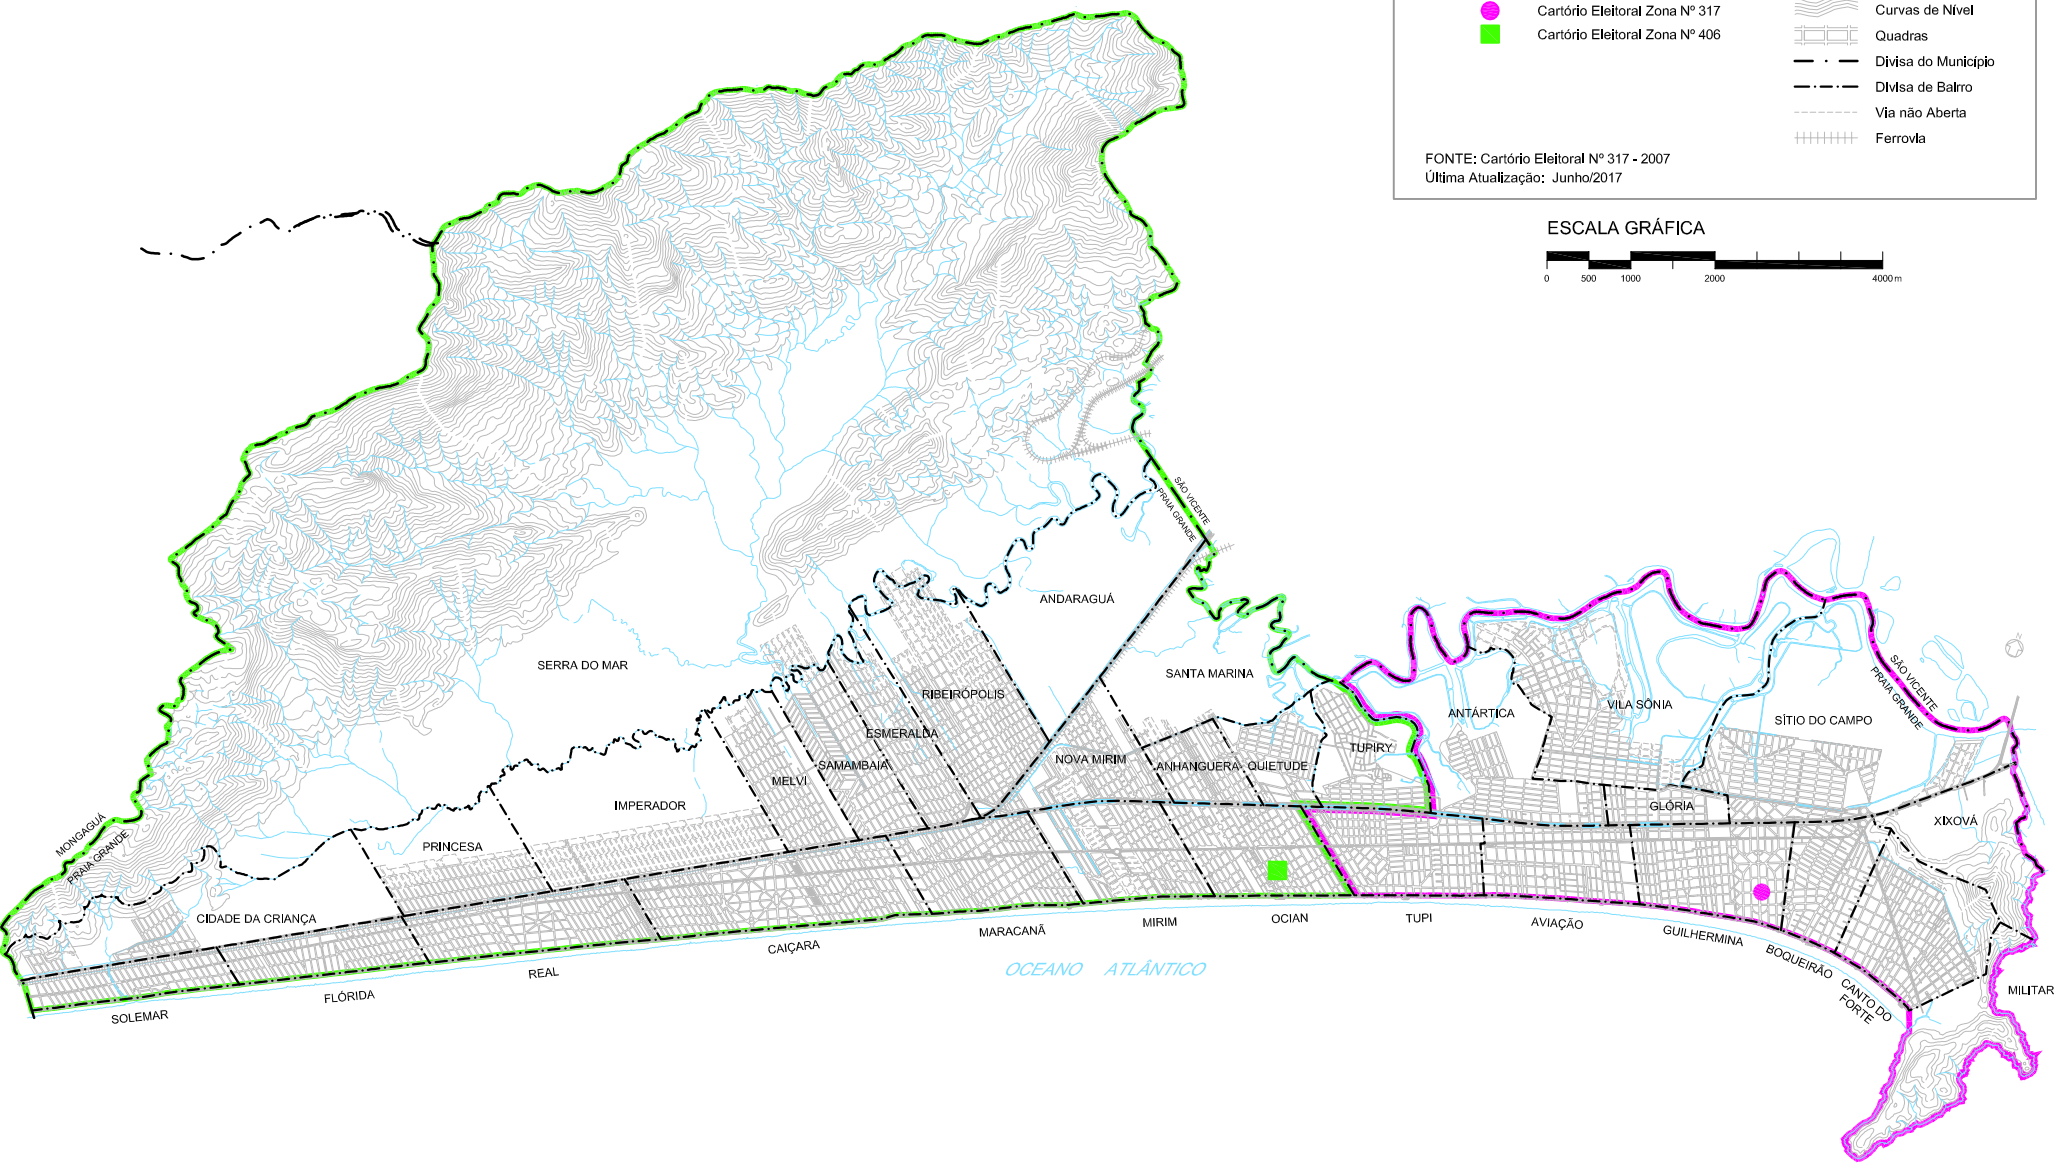 Cartório Eleitoral Zona Nº 317
Cartório Eleitoral Zona Nº 406
Curvas de Nível
Quadras
Divisa do Município
Divisa de Bairro
Via não Aberta
Ferrovia
FONTE: Cartório Eleitoral Nº 317 - 2007
Última Atualização: Junho/2017
ESCALA GRÁFICA
0 500 1000 2000 4000 m
SÃO VICENTE
PRAIA GRANDE
ANDARAGUÁ
SERRA DO MAR
SANTA MARINA
RIBEIRÓPOLIS
ANTÁRTICA
VILA SÔNIA
SÍTIO DO CAMPO
SÃO VICENTE
PRAIA GRANDE
N
ESMERALDA
TUPIRY
SAMAMBAIA
NOVA MIRIM
ANHANGUERA
QUIETUDE
MELVI
IMPERADOR
GLÓRIA
XIXOVÁ
MONGAGUÁ
PRAIA GRANDE
PRINCESA
CIDADE DA CRIANÇA
SOLEMAR
FLÓRIDA
REAL
CAIÇARA
MARACANÃ
MIRIM
OCIAN
TUPI
AVIAÇÃO
GUILHERMINA
BOQUEIRÃO
CANTO DO
FORTE
MILITAR
OCEANO ATLÂNTICO